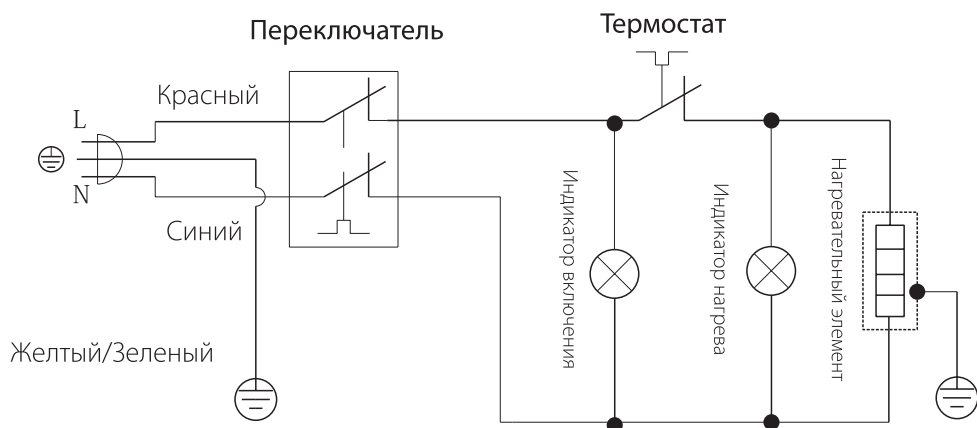 Переключатель
Термостат
Красный
L
N
Синий
Желтый/Зеленый
Индикатор включения
Индикатор нагрева
Нагревательный элемент